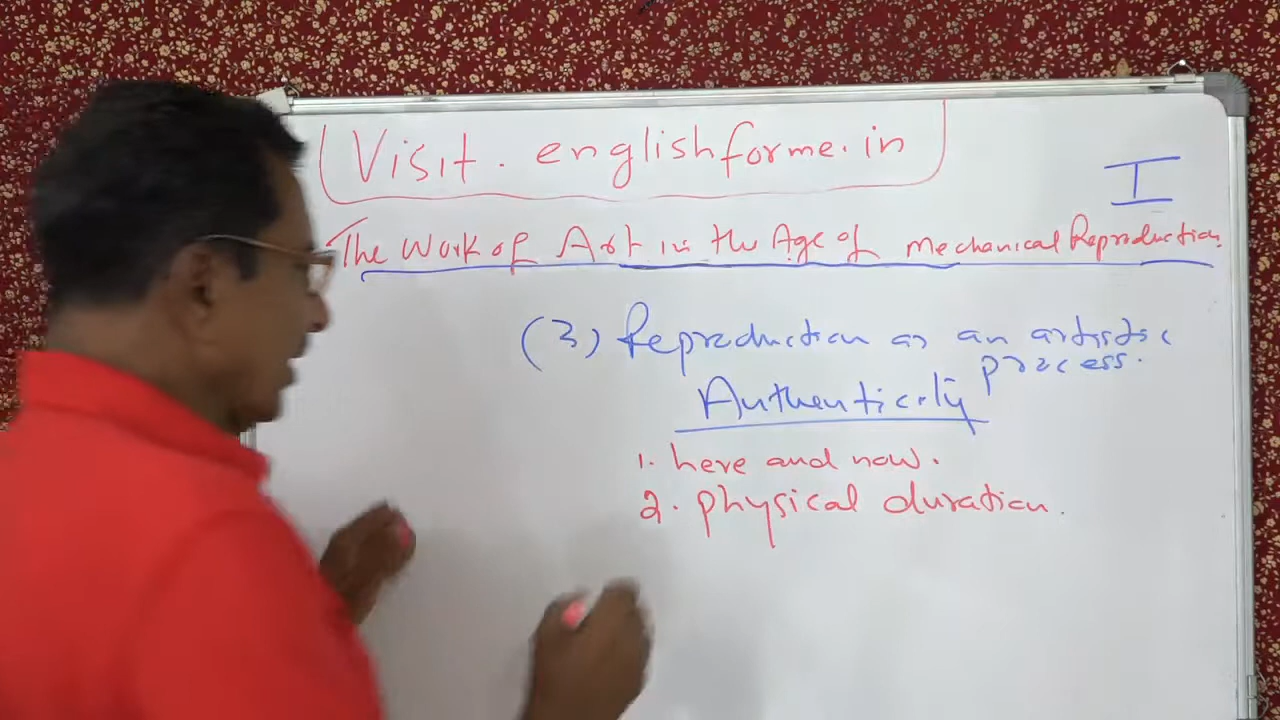 Visit. englishforme.in
I
The Work of Art in the Age of Mechanical Reproduction
(3) Reproduction as an artistic
process.
Authenticity
1. here and now.
2. physical duration.